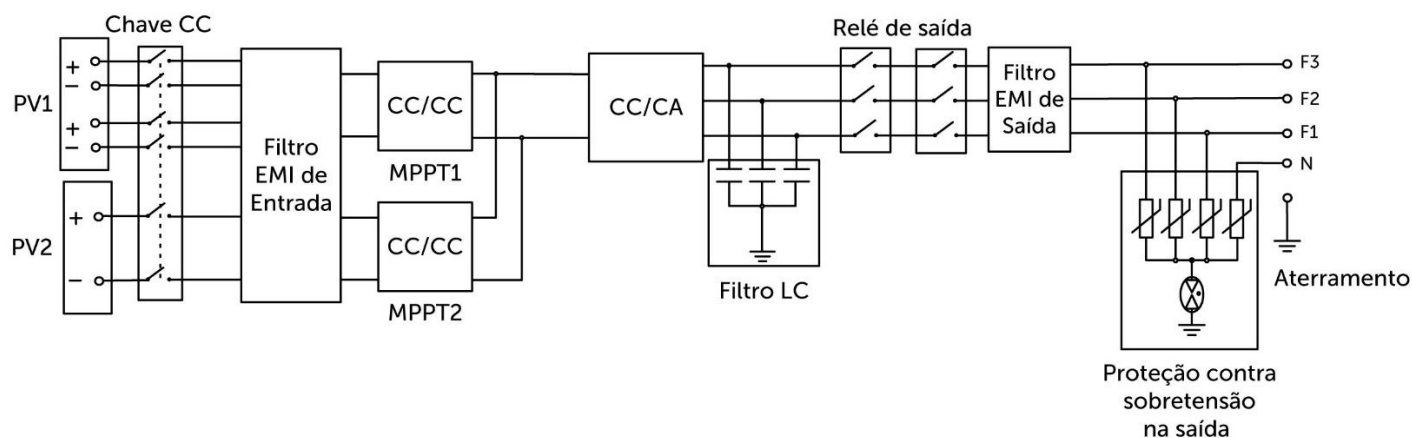 Chave CC
Relé de saída
PV1
+
−
+
−
PV2
+
−
Filtro
EMI de
Entrada
CC/CC
MPPT1
CC/CC
MPPT2
CC/CA
Filtro LC
Filtro
EMI de
Saída
F3
F2
F1
N
Aterramento
Proteção contra
sobretensão
na saída